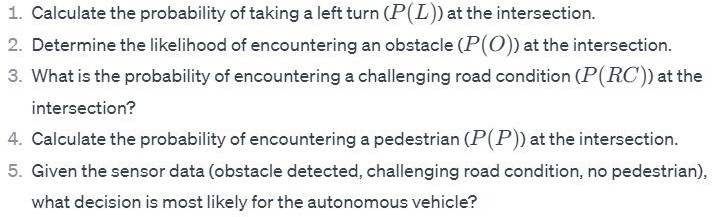 1. Calculate the probability of taking a left turn (P(L)) at the intersection.
2. Determine the likelihood of encountering an obstacle (P(O)) at the intersection.
3. What is the probability of encountering a challenging road condition (P(RC)) at the
intersection?
4. Calculate the probability of encountering a pedestrian (P(P)) at the intersection.
5. Given the sensor data (obstacle detected, challenging road condition, no pedestrian),
what decision is most likely for the autonomous vehicle?